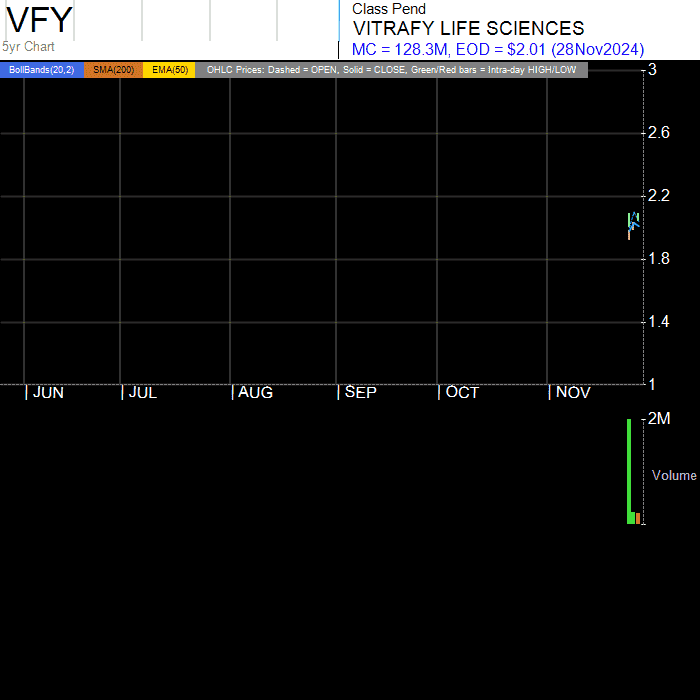 VFY
5yr Chart
Class Pend
VITRAFY LIFE SCIENCES
MC = 128.3M, EOD = $2.01 (28Nov2024)
BollBands(20,2) SMA(200) EMA(50) OHLC Prices: Dashed = OPEN, Solid = CLOSE, Green/Red bars = Intra-day HIGH/LOW
3
2.6
2.2
1.8
1.4
1
JUN JUL AUG SEP OCT NOV
2M
Volume